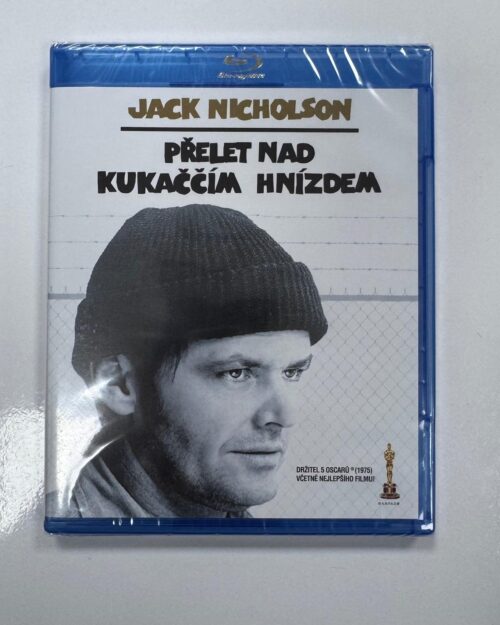 JACK NICHOLSON
PŘELET NAD
KUKAČČÍM HNÍZDEM
DRŽITEL 5 OSCARŮ ® (1975)
VČETNĚ NEJLEPŠÍHO FILMU!